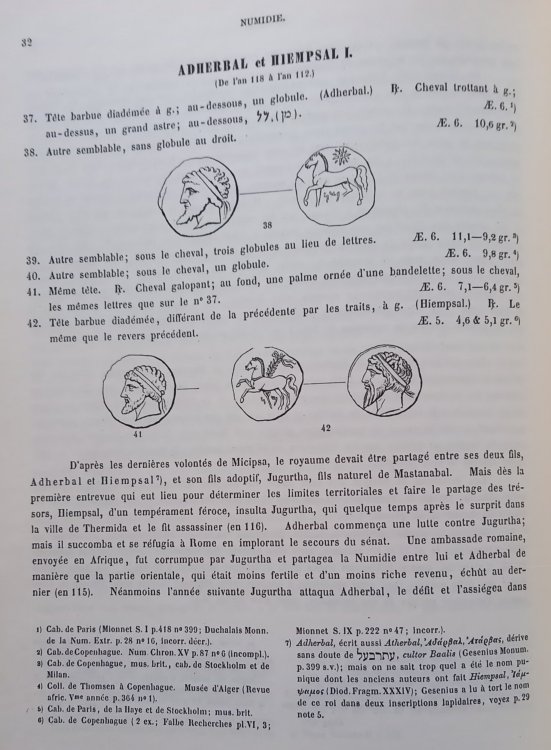 NUMIDIE.
32
ADHERBAL et HIEMPSAL I.
(De l'an 118 à l'an 112.)
37. Tête barbue diadémée à g.; au-dessous, un globule. (Adherbal.) ℞. Cheval trottant à g.;
au-dessus, un grand astre; au-dessous, (מן). Æ. 6. ¹)
38. Autre semblable, sans globule au droit. Æ. 6. 10,6 gr. ²)
38
39. Autre semblable; sous le cheval, trois globules au lieu de lettres. Æ. 6. 11,1—9,2 gr. ³)
40. Autre semblable; sous le cheval, un globule. Æ. 6. 9,8 gr. ⁴)
41. Même tête. ℞. Cheval galopant; au fond, une palme ornée d'une bandelette; sous le cheval,
les mêmes lettres que sur le nº 37. Æ. 6. 7,1—6,4 gr. ⁵)
42. Tête barbue diadémée, différant de la précédente par les traits, à g. (Hiempsal.) ℞. Le
même que le revers précédent. Æ. 5. 4,6 & 5,1 gr. ⁶)
41 42
D'après les dernières volontés de Micipsa, le royaume devait être partagé entre ses deux fils,
Adherbal et Hiempsal⁷), et son fils adoptif, Jugurtha, fils naturel de Mastanabal. Mais dès la
première entrevue qui eut lieu pour déterminer les limites territoriales et faire le partage des tré-
sors, Hiempsal, d'un tempérament féroce, insulta Jugurtha, qui quelque temps après le surprit dans
la ville de Thermida et le fit assassiner (en 116). Adherbal commença une lutte contre Jugurtha;
mais il succomba et se réfugia à Rome en implorant le secours du sénat. Une ambassade romaine,
envoyée en Afrique, fut corrompue par Jugurtha et partagea la Numidie entre lui et Adherbal de
manière que la partie orientale, qui était moins fertile et d'un moins riche revenu, échût au der-
nier (en 115). Néanmoins l'année suivante Jugurtha attaqua Adherbal, le défit et l'assiégea dans
1) Cab. de Paris (Mionnet S. I p. 418 nº 399; Duchalais Monn.
de la Num. Extr. p. 28 nº 16, incorr. décr.).
2) Cab. de Copenhague. Num. Chron. XV p. 87 nº 6 (incompl.).
3) Cab. de Copenhague, mus. brit., cab. de Stockholm et de
Milan.
4) Coll. de Thomsen à Copenhague. Musée d'Alger (Revue
afric. Vme année p. 364 nº 1).
5) Cab. de Paris, de la Haye et de Stockholm; mus. brit.
6) Cab. de Copenhague (2 ex.; Falbe Recherches pl. VI, 3;
Mionnet S. IX p. 222 nº 47; incorr.).
7) Adherbal, écrit aussi Atherbal, Ἀδάρβαλ, Ἀτάρβας, dérive
sans doute de עתרבעל, cultor Baalis (Gesenius Monum.
p. 399 s.v.); mais on ne sait trop quel a été le nom pu-
nique dont les anciens auteurs ont fait Hiempsal, Ἰάμ-
ψαμος (Diod. Fragm. XXXIV); Gesenius a lu à tort le nom
de ce roi dans deux inscriptions lapidaires, voyez p. 29
note 5.